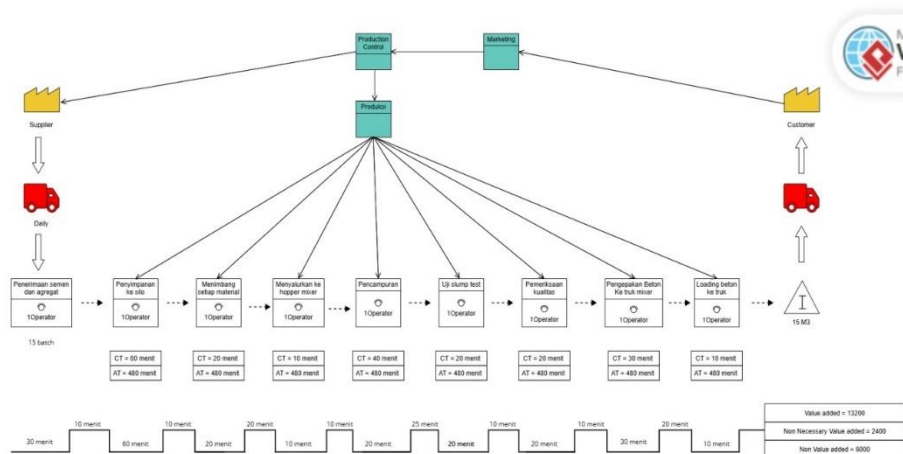 Production
Control
Marketing
M
V
F
Produksi
Supplier
Customer
Daily
Penerimaan semen
dan agregat
1Operator
Penyimpanan
ke silo
1Operator
Menimbang
setiap material
1Operator
Menyalurkan ke
hopper mixer
1Operator
Pencampuran
1Operator
Uji slump test
1Operator
Pemeriksaan
kualitas
1Operator
Pengepakan Beton
Ke truk mixer
1Operator
Loading beton
ke truk
1Operator
I
15 M3
15 batch
CT = 60 menit
AT = 480 menit
CT = 20 menit
AT = 480 menit
CT = 10 menit
AT = 480 menit
CT = 40 menit
AT = 480 menit
CT = 20 menit
AT = 480 menit
CT = 20 menit
AT = 480 menit
CT = 30 menit
AT = 480 menit
CT = 10 menit
AT = 480 menit
10 menit 10 menit 20 menit 10 menit 25 menit 10 menit 10 menit 20 menit
30 menit 60 menit 20 menit 10 menit 20 menit 20 menit 20 menit 30 menit 10 menit
Value added = 13200
Non Necessary Value added = 2400
Non Value added = 6000